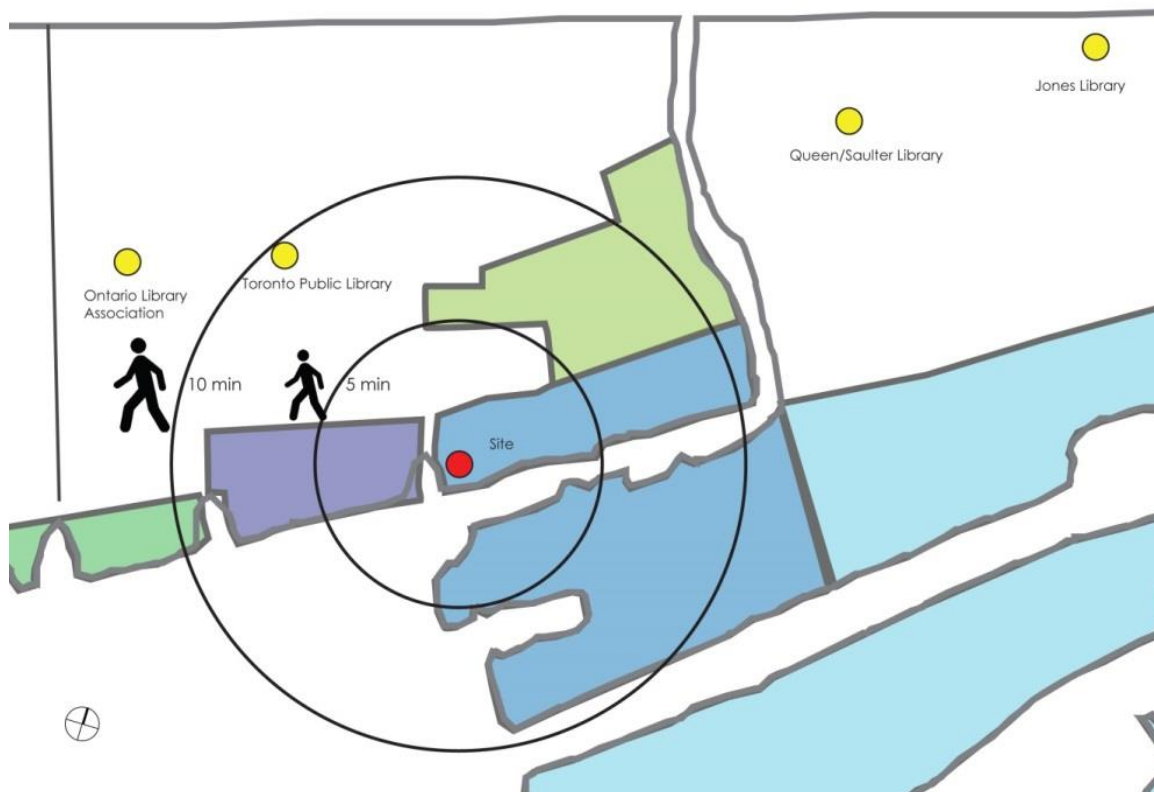 Jones Library
Queen/Saulter Library
Toronto Public Library
Ontario Library
Association
10 min
5 min
Site